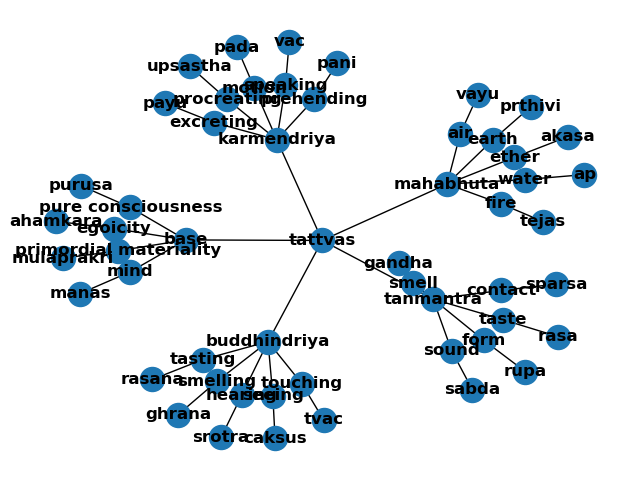 vac
pada
pani
upsastha
speaking
motion
vayu
procreating
prehending
payu
prthivi
excreting
air
akasa
karmendriya
earth
ether
ap
water
mahabhuta
purusa
pure consciousness
fire
ahamkara
egoicity
tejas
base
tattvas
primordial materiality
gandha
mulaprakrti
mind
smell
sparsa
manas
contact
tanmantra
taste
rasa
buddhindriya
form
sound
tasting
rupa
rasana
smelling
touching
sabda
hearing
seeing
ghrana
tvac
srotra
caksus